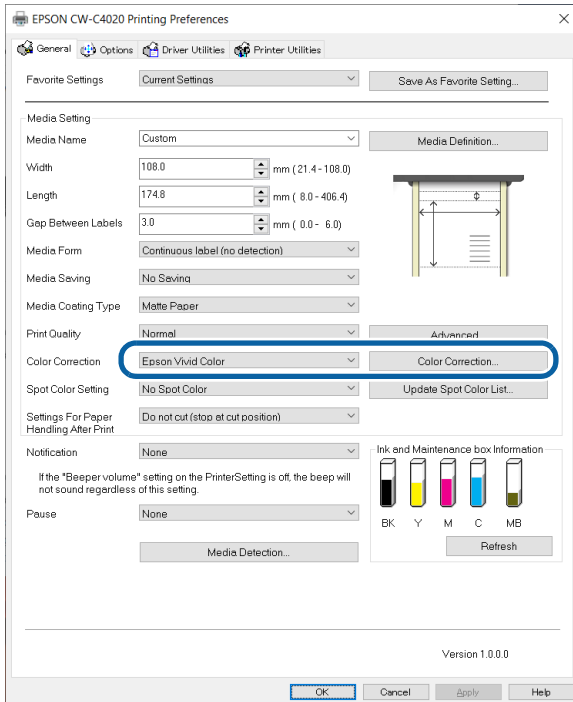 EPSON CW-C4020 Printing Preferences
General Options Driver Utilities Printer Utilities
Favorite Settings Current Settings Save As Favorite Setting...
Media Setting
Media Name Custom Media Definition...
Width 108.0 mm ( 21.4 - 108.0)
Length 174.8 mm ( 8.0 - 406.4)
Gap Between Labels 3.0 mm ( 0.0 - 6.0)
Media Form Continuous label (no detection)
Media Saving No Saving
Media Coating Type Matte Paper
Print Quality Normal Advanced
Color Correction Epson Vivid Color Color Correction...
Spot Color Setting No Spot Color Update Spot Color List...
Settings For Paper
Handling After Print
Do not cut (stop at cut position)
Notification None
If the "Beeper volume" setting on the PrinterSetting is off, the beep will
not sound regardless of this setting.
Pause None
Media Detection...
Ink and Maintenance box Information
BK Y M C MB
Refresh
Version 1.0.0.0
OK Cancel Apply Help